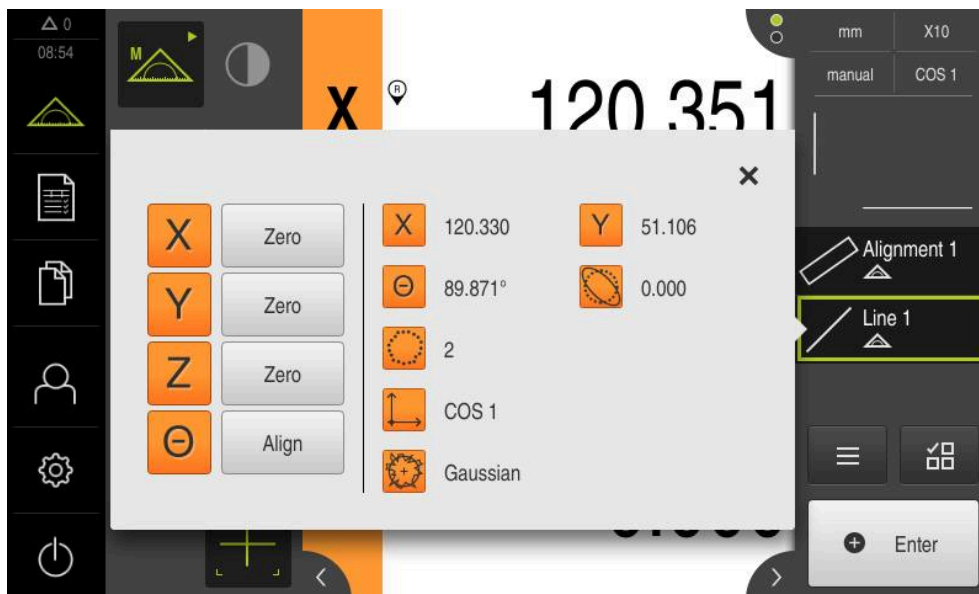 0
08:54
M
X
R
120.351
mm X10
manual COS 1
X Zero
Y Zero
Z Zero
Θ Align
X 120.330 Y 51.106
Θ 89.871° 0.000
2
COS 1
Gaussian
Alignment 1
Line 1
Enter